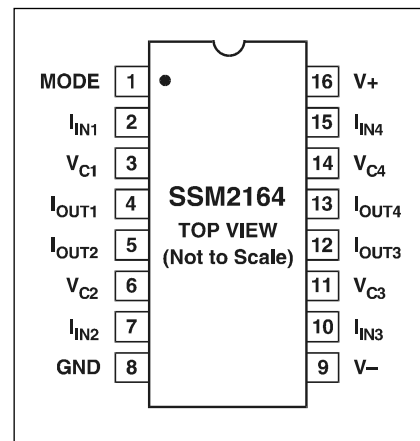 MODE 1 16 V+
IIN1 2 15 IIN4
VC1 3 14 VC4
IOUT1 4 SSM2164 13 IOUT4
IOUT2 5 TOP VIEW 12 IOUT3
VC2 6 (Not to Scale) 11 VC3
IIN2 7 10 IIN3
GND 8 9 V–